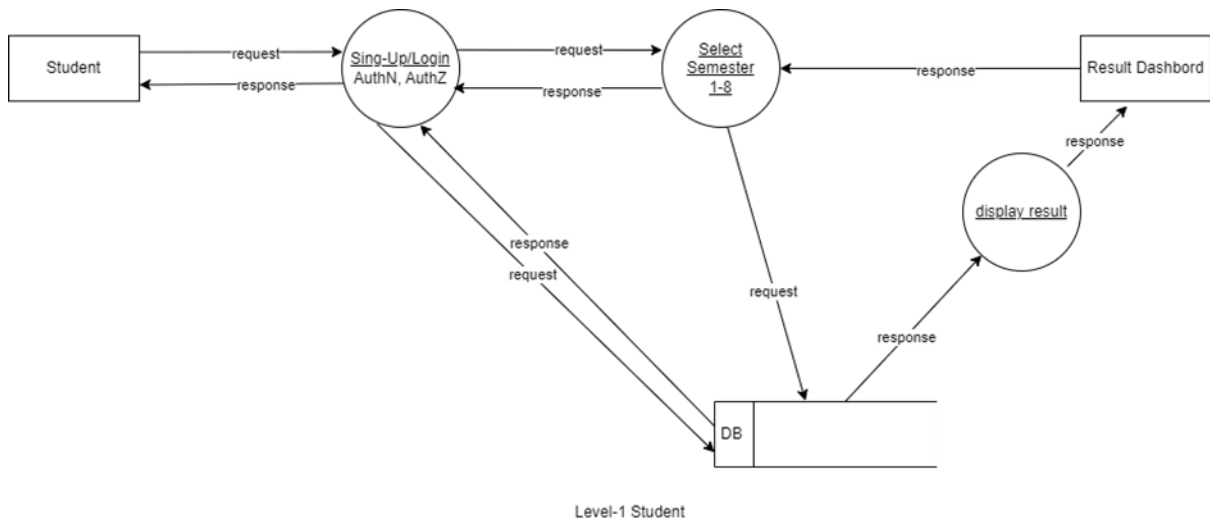 Student
request
response
Sing-Up/Login
AuthN, AuthZ
request
response
Select
Semester
1-8
response
Result Dashbord
response
display result
response
request
request
response
DB
Level-1 Student